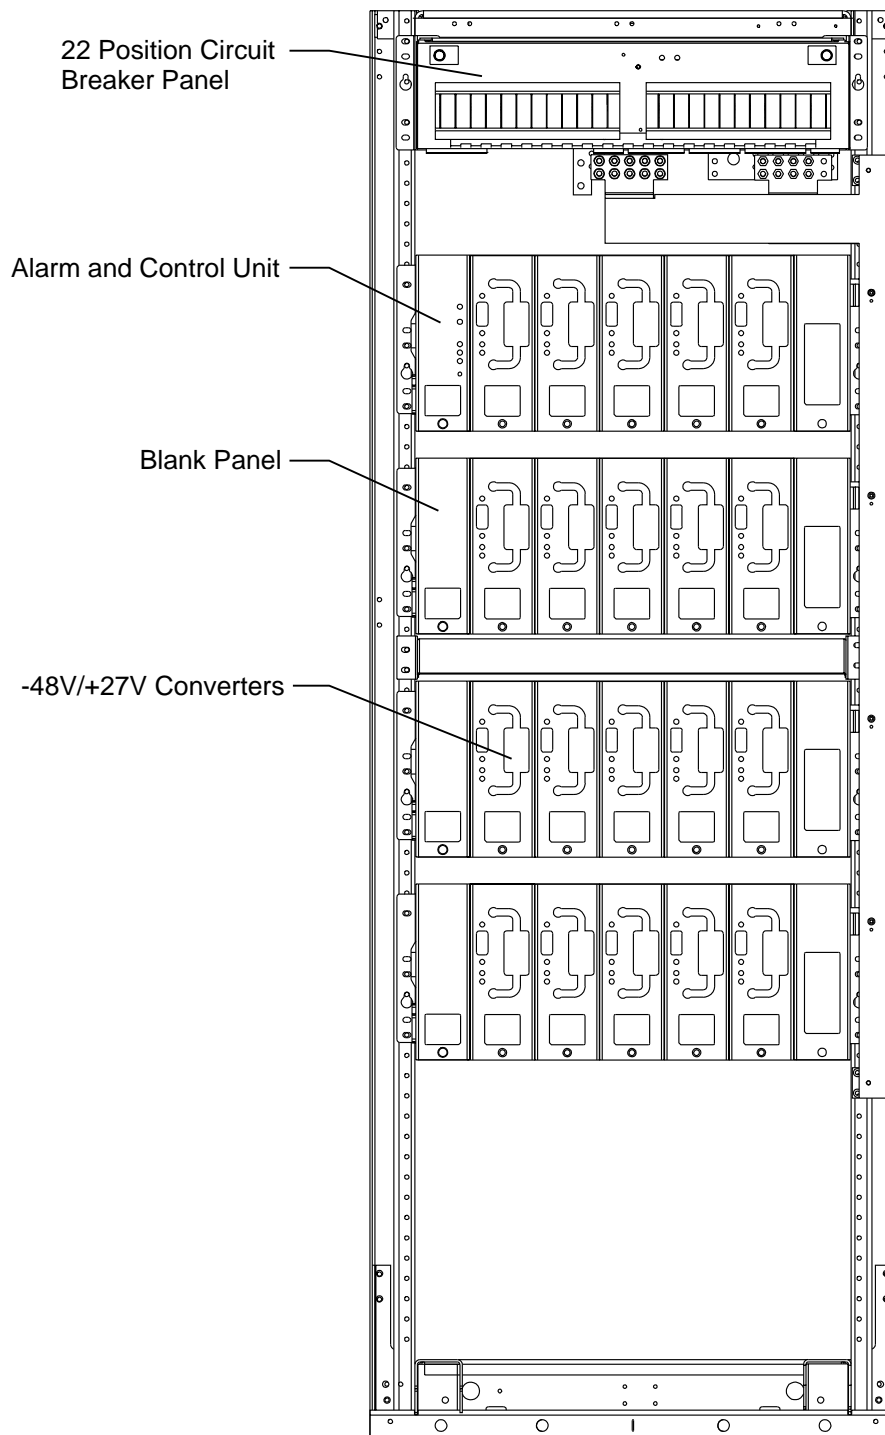 22 Position Circuit
Breaker Panel
Alarm and Control Unit
Blank Panel
-48V/+27V Converters